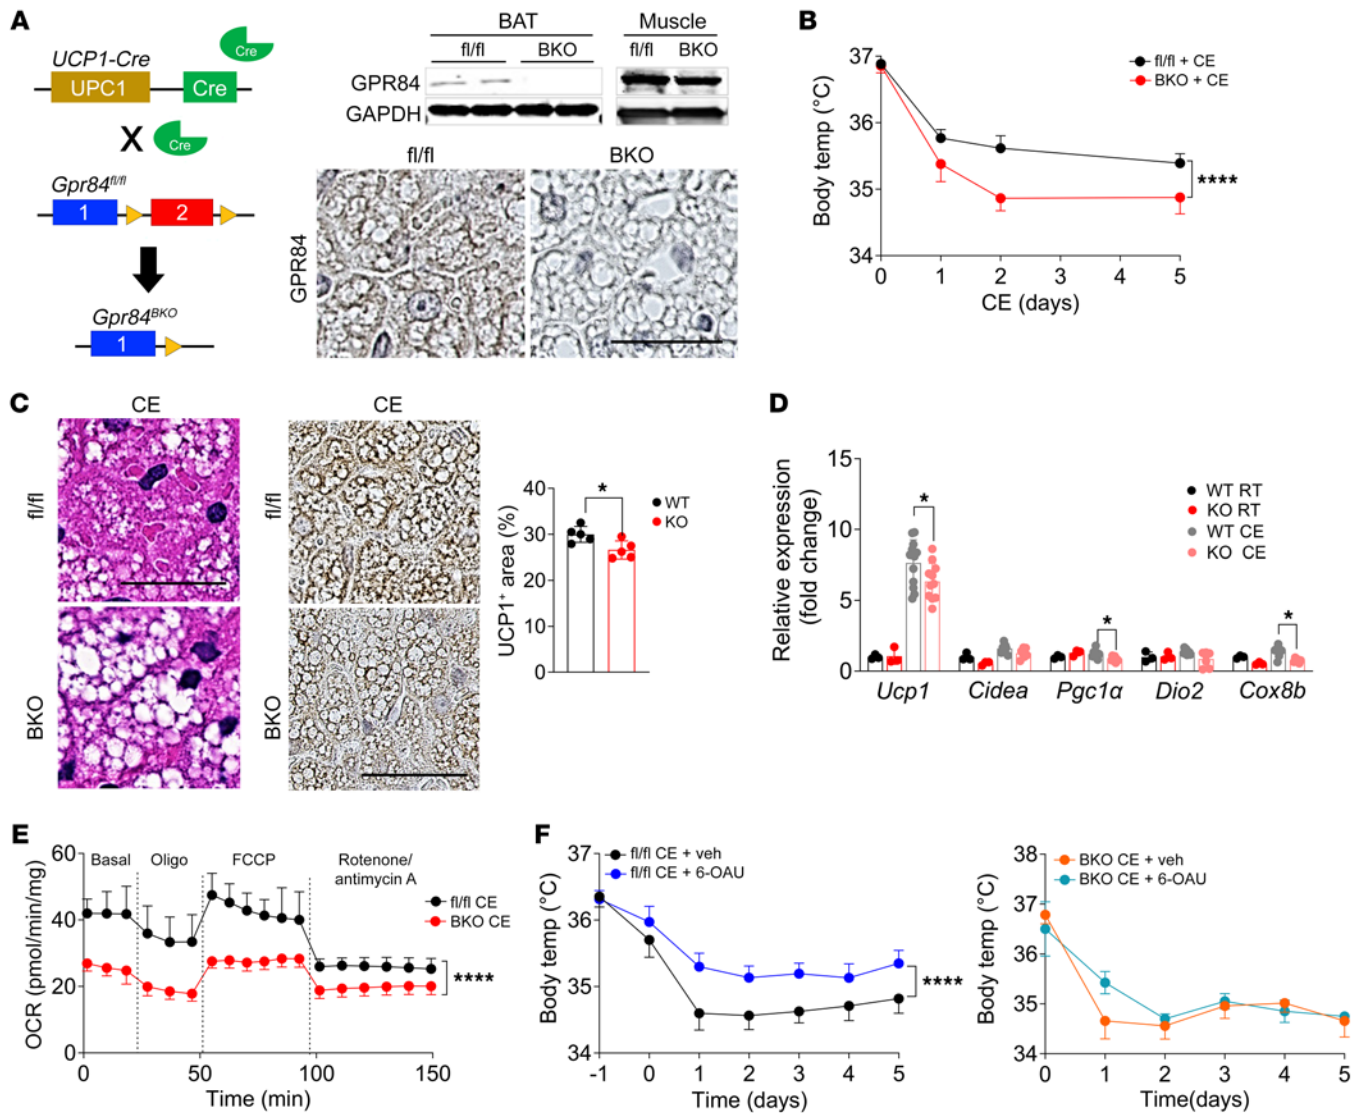 A
UCP1-Cre
Cre
UPC1
Cre
X
Cre
Gpr84fl/fl
1
2
Gpr84BKO
1
BAT
Muscle
fl/fl
BKO
fl/fl
BKO
GPR84
GAPDH
fl/fl
BKO
GPR84
B
Body temp (°C)
37
36
35
34
0
1
2
3
4
5
CE (days)
fl/fl + CE
BKO + CE
****
C
CE
CE
fl/fl
fl/fl
BKO
BKO
UCP1+ area (%)
40
30
20
10
0
*
WT
KO
D
Relative expression
(fold change)
15
10
5
0
*
*
*
WT RT
KO RT
WT CE
KO CE
Ucp1
Cidea
Pgc1α
Dio2
Cox8b
E
OCR (pmol/min/mg)
60
40
20
0
Basal
Oligo
FCCP
Rotenone/
antimycin A
fl/fl CE
BKO CE
****
0
50
100
150
Time (min)
F
Body temp (°C)
37
36
35
34
fl/fl CE + veh
fl/fl CE + 6-OAU
****
-1
0
1
2
3
4
5
Time (days)
Body temp (°C)
38
37
36
35
34
BKO CE + veh
BKO CE + 6-OAU
0
1
2
3
4
5
Time(days)